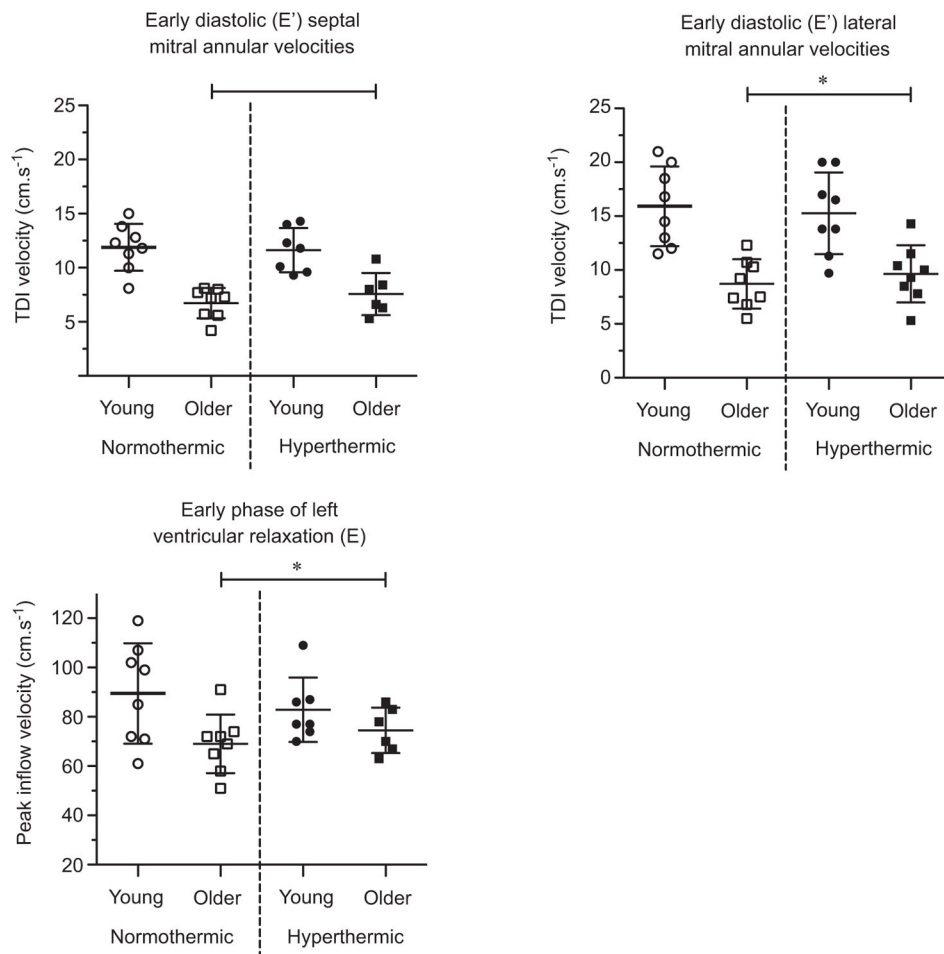 Early diastolic (E') septal
mitral annular velocities
TDI velocity (cm.s⁻¹)
25
20
15
10
5
Young Older Young Older
Normothermic Hyperthermic
Early diastolic (E') lateral
mitral annular velocities
*
TDI velocity (cm.s⁻¹)
25
20
15
10
5
0
Young Older Young Older
Normothermic Hyperthermic
Early phase of left
ventricular relaxation (E)
*
Peak inflow velocity (cm.s⁻¹)
120
100
80
60
40
20
Young Older Young Older
Normothermic Hyperthermic